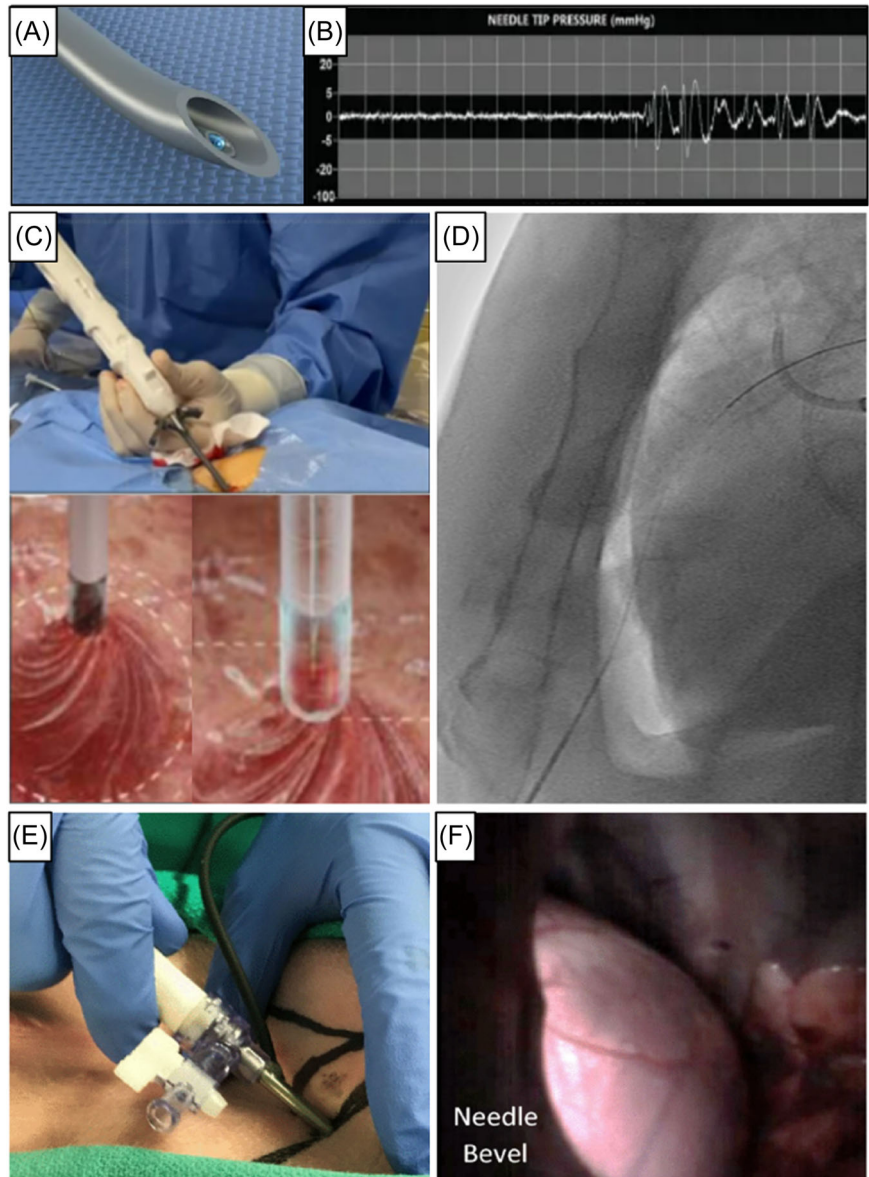 (A)
(B)
NEEDLE TIP PRESSURE (mmHg)
20
5
0
-5
-20
-100
(C)
(D)
(E)
(F)
Needle
Bevel